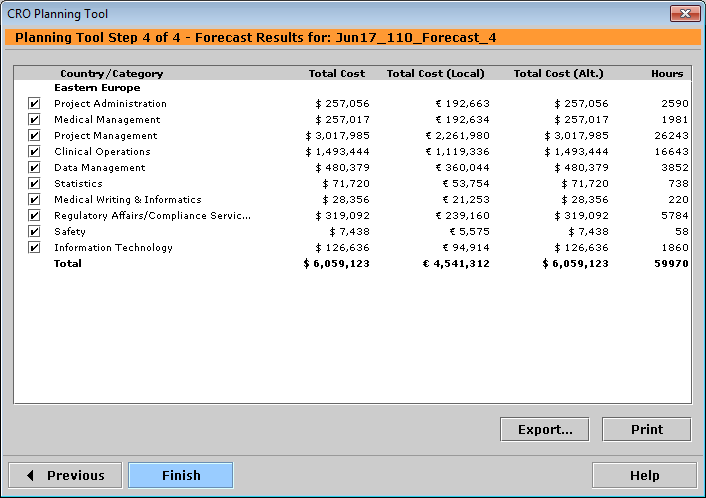 CRO Planning Tool
Planning Tool Step 4 of 4 - Forecast Results for: Jun17_110_Forecast_4
Country/Category Total Cost Total Cost (Local) Total Cost (Alt.) Hours
Eastern Europe
Project Administration $ 257,056 € 192,663 $ 257,056 2590
Medical Management $ 257,017 € 192,634 $ 257,017 1981
Project Management $ 3,017,985 € 2,261,980 $ 3,017,985 26243
Clinical Operations $ 1,493,444 € 1,119,336 $ 1,493,444 16643
Data Management $ 480,379 € 360,044 $ 480,379 3852
Statistics $ 71,720 € 53,754 $ 71,720 738
Medical Writing & Informatics $ 28,356 € 21,253 $ 28,356 220
Regulatory Affairs/Compliance Servic... $ 319,092 € 239,160 $ 319,092 5784
Safety $ 7,438 € 5,575 $ 7,438 58
Information Technology $ 126,636 € 94,914 $ 126,636 1860
Total $ 6,059,123 € 4,541,312 $ 6,059,123 59970
Export... Print
Previous Finish Help